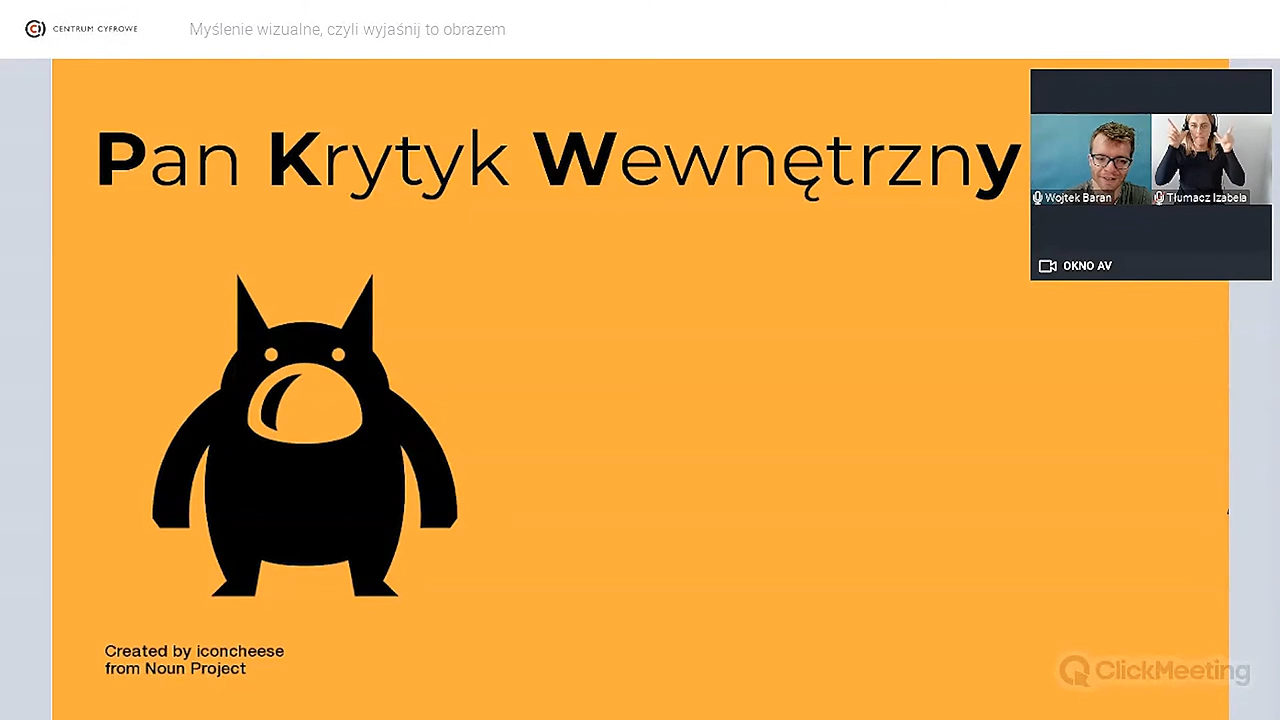 CENTRUM CYFROWE
Myślenie wizualne, czyli wyjaśnij to obrazem
Pan Krytyk Wewnętrzny
Wojtek Baran
Tłumacz Izabela
OKNO AV
Created by iconcheese
from Noun Project
ClickMeeting